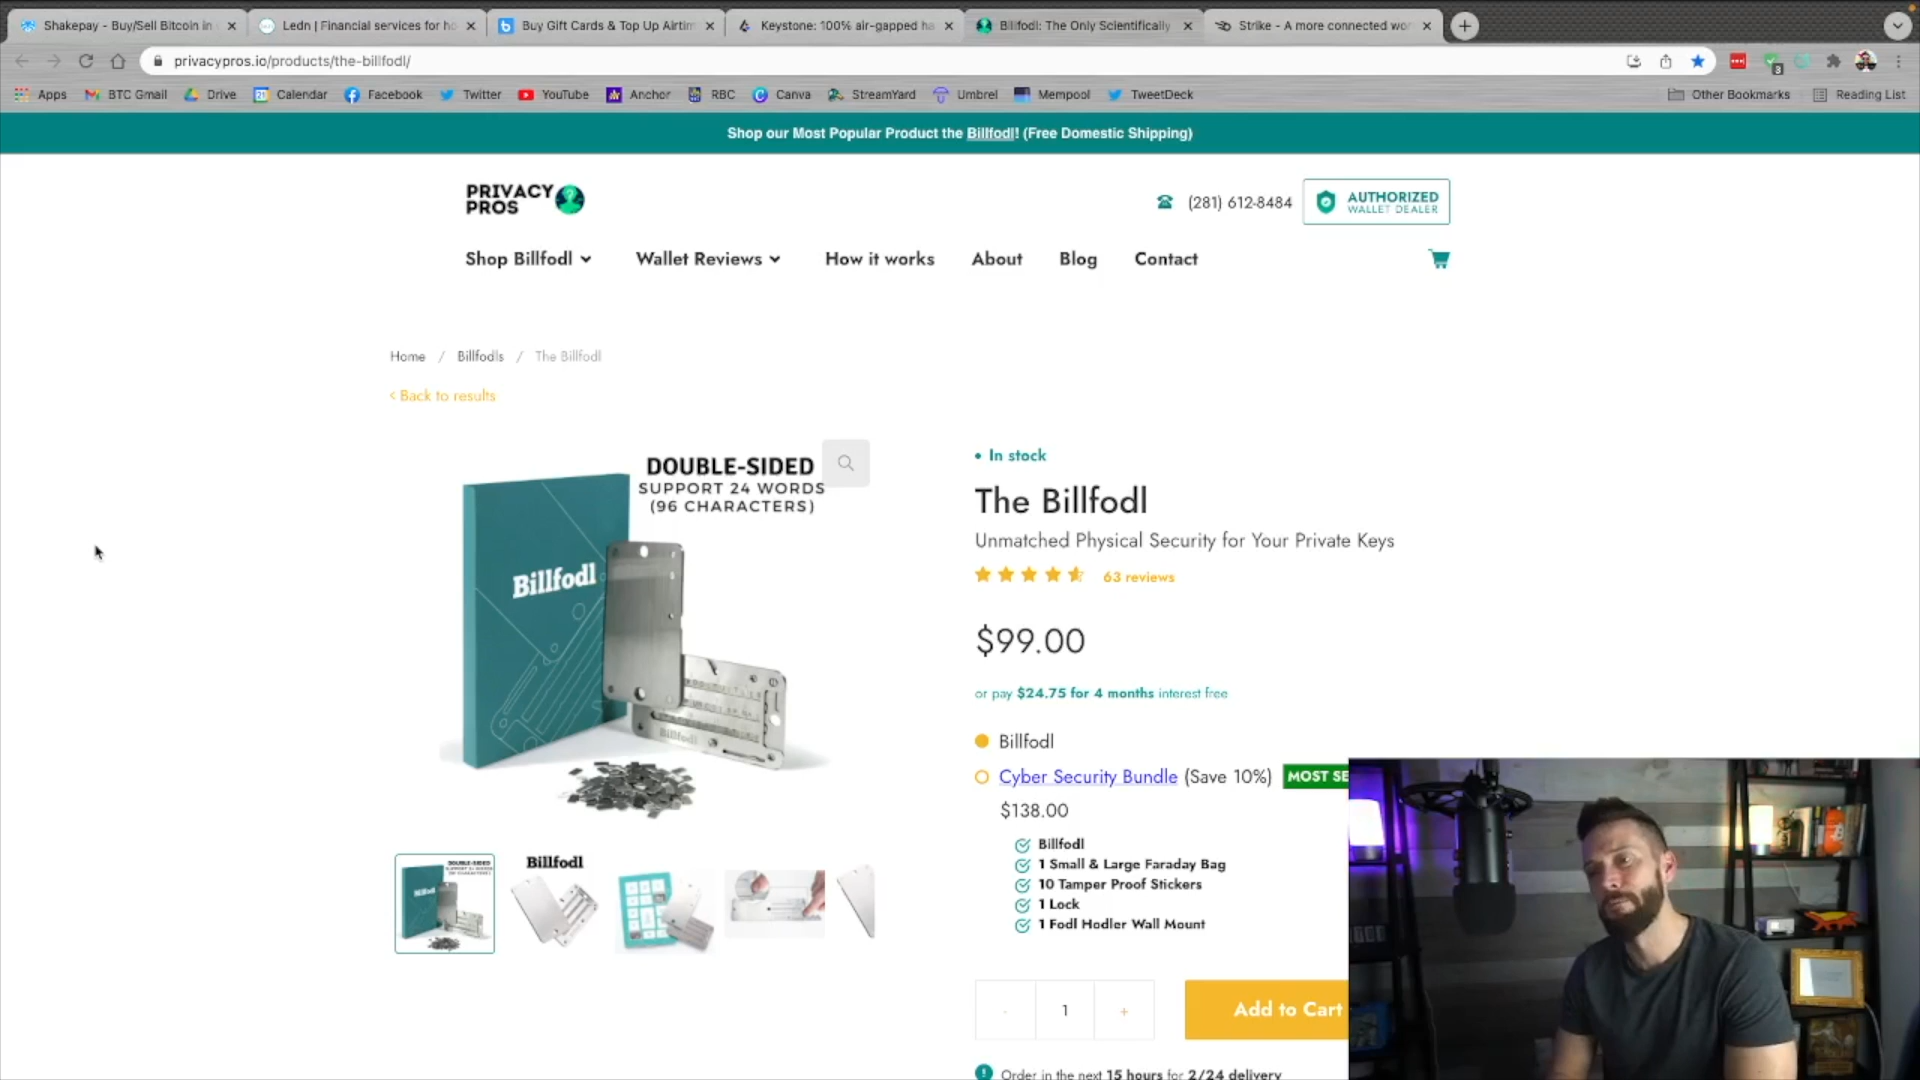 Shakepay - Buy/Sell Bitcoin in
Ledn | Financial services for ho
Buy Gift Cards & Top Up Airtim
Keystone: 100% air-gapped ha
Billfodl: The Only Scientifically
Strike - A more connected wor
privacypros.io/products/the-billfodl/
3
Apps
BTC Gmail
Drive
Calendar
Facebook
Twitter
YouTube
Anchor
RBC
Canva
StreamYard
Umbrel
Mempool
TweetDeck
Other Bookmarks
Reading List
Shop our Most Popular Product the Billfodl! (Free Domestic Shipping)
PRIVACY
PROS
(281) 612-8484
AUTHORIZED
WALLET DEALER
Shop Billfodl
Wallet Reviews
How it works
About
Blog
Contact
Home / Billfodls / The Billfodl
< Back to results
DOUBLE-SIDED
SUPPORT 24 WORDS
(96 CHARACTERS)
Billfodl
Billfodl
Billfodl
• In stock
The Billfodl
Unmatched Physical Security for Your Private Keys
63 reviews
$99.00
or pay $24.75 for 4 months interest free
Billfodl
Cyber Security Bundle (Save 10%)
MOST SE
$138.00
Billfodl
1 Small & Large Faraday Bag
10 Tamper Proof Stickers
1 Lock
1 Fodl Hodler Wall Mount
- 1 +
Add to Cart
Order in the next 15 hours for 2/24 delivery